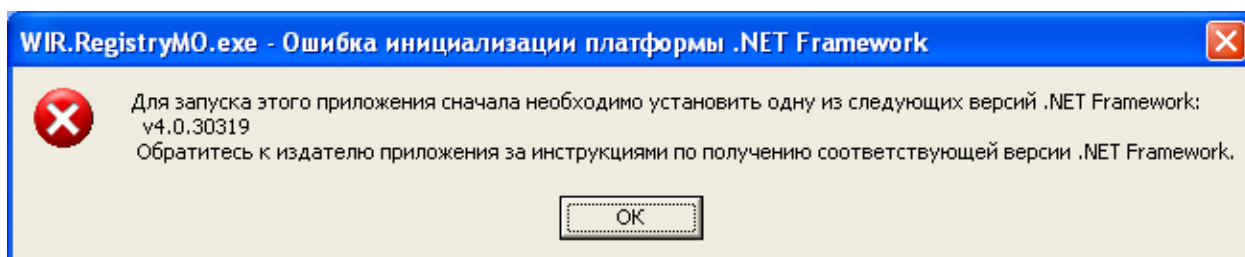 WIR.RegistryMO.exe - Ошибка инициализации платформы .NET Framework
Для запуска этого приложения сначала необходимо установить одну из следующих версий .NET Framework:
v4.0.30319
Обратитесь к издателю приложения за инструкциями по получению соответствующей версии .NET Framework.
OK